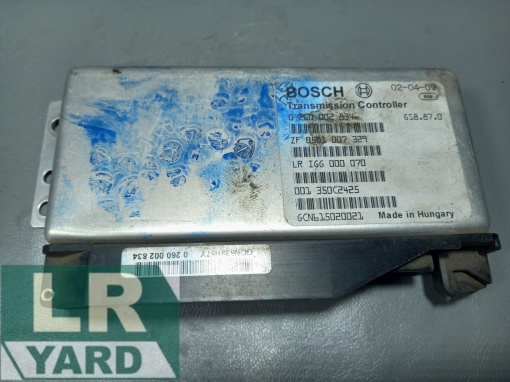 BOSCH
02-04-09
Transmission Controller
0 260 002 834
GS8.87.0
ZF 0501 007 329
LR IGG 000 070
001 350C2425
6CN615020021
Made in Hungary
0 260 002 834
LR
YARD